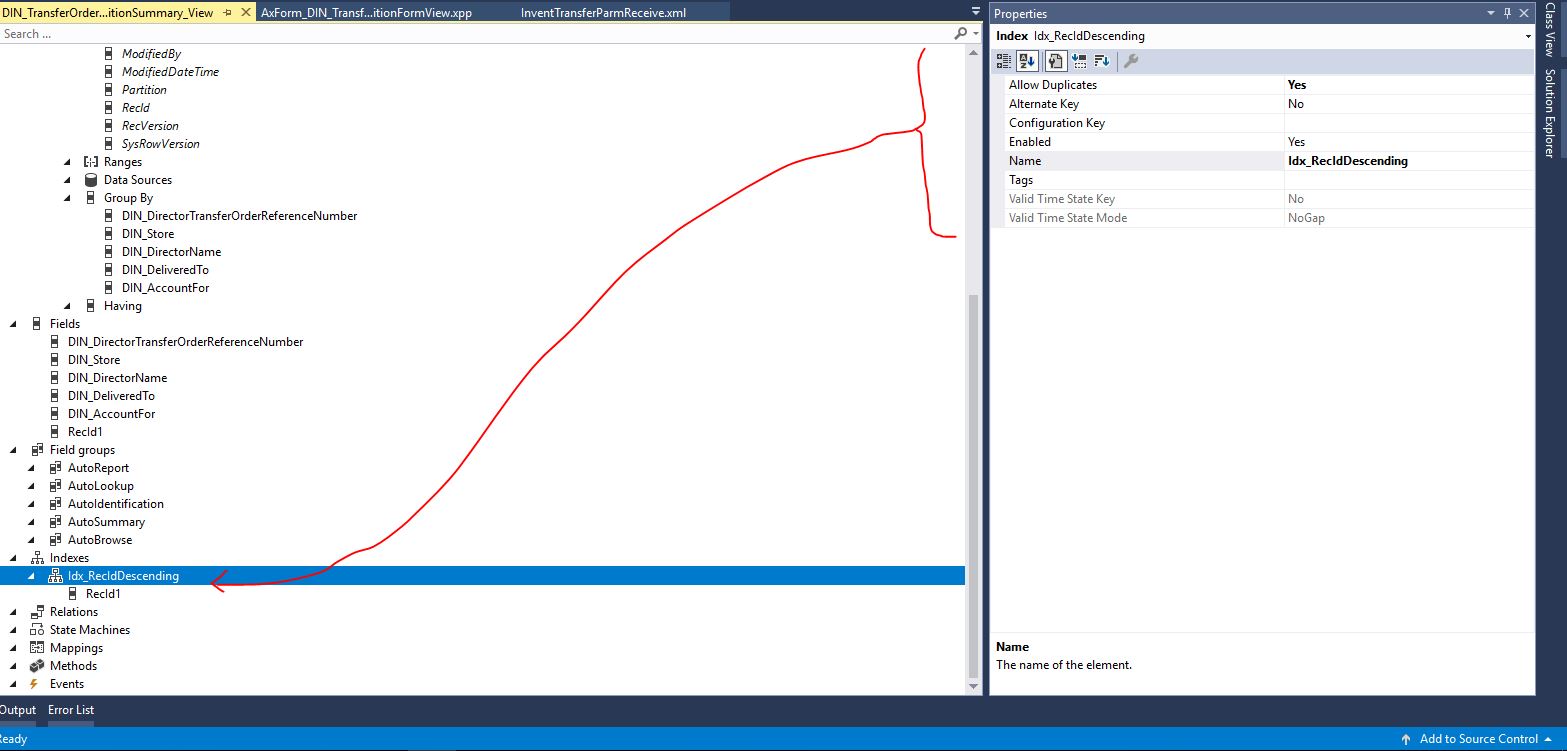 DIN_TransferOrder...itionSummary_View
AxForm_DIN_Transf...itionFormView.xpp
InventTransferParmReceive.xml
Search ...
ModifiedBy
ModifiedDateTime
Partition
RecId
RecVersion
SysRowVersion
Ranges
Data Sources
Group By
DIN_DirectorTransferOrderReferenceNumber
DIN_Store
DIN_DirectorName
DIN_DeliveredTo
DIN_AccountFor
Having
Fields
DIN_DirectorTransferOrderReferenceNumber
DIN_Store
DIN_DirectorName
DIN_DeliveredTo
DIN_AccountFor
RecId1
Field groups
AutoReport
AutoLookup
AutoIdentification
AutoSummary
AutoBrowse
Indexes
Idx_RecIdDescending
RecId1
Relations
State Machines
Mappings
Methods
Events
Properties
Index Idx_RecIdDescending
Allow Duplicates Yes
Alternate Key No
Configuration Key
Enabled Yes
Name Idx_RecIdDescending
Tags
Valid Time State Key No
Valid Time State Mode NoGap
Name
The name of the element.
Class View
Solution Explorer
Output Error List
eady
Add to Source Control